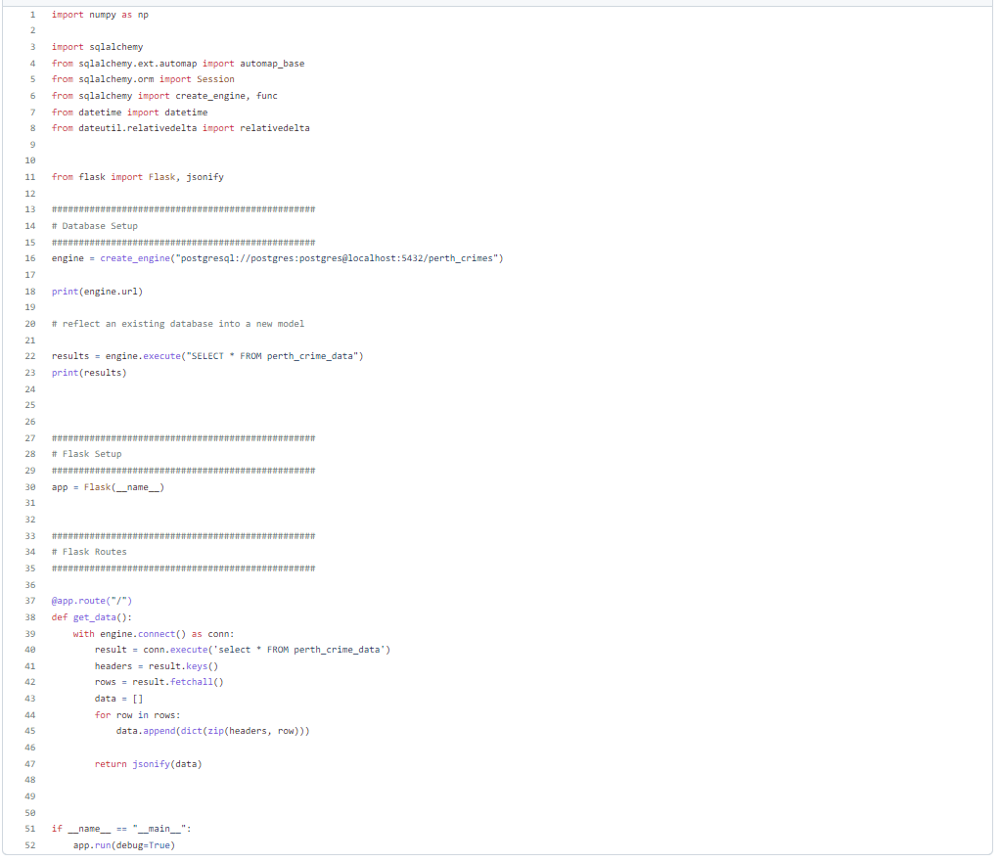 1 import numpy as np
2
3 import sqlalchemy
4 from sqlalchemy.ext.automap import automap_base
5 from sqlalchemy.orm import Session
6 from sqlalchemy import create_engine, func
7 from datetime import datetime
8 from dateutil.relativedelta import relativedelta
9
10
11 from flask import Flask, jsonify
12
13 #################################################
14 # Database Setup
15 #################################################
16 engine = create_engine("postgresql://postgres:postgres@localhost:5432/perth_crimes")
17
18 print(engine.url)
19
20 # reflect an existing database into a new model
21
22 results = engine.execute("SELECT * FROM perth_crime_data")
23 print(results)
24
25
26
27 #################################################
28 # Flask Setup
29 #################################################
30 app = Flask(__name__)
31
32
33 #################################################
34 # Flask Routes
35 #################################################
36
37 @app.route("/")
38 def get_data():
39     with engine.connect() as conn:
40         result = conn.execute('select * FROM perth_crime_data')
41         headers = result.keys()
42         rows = result.fetchall()
43         data = []
44         for row in rows:
45             data.append(dict(zip(headers, row)))
46
47         return jsonify(data)
48
49
50
51 if __name__ == "__main__":
52     app.run(debug=True)